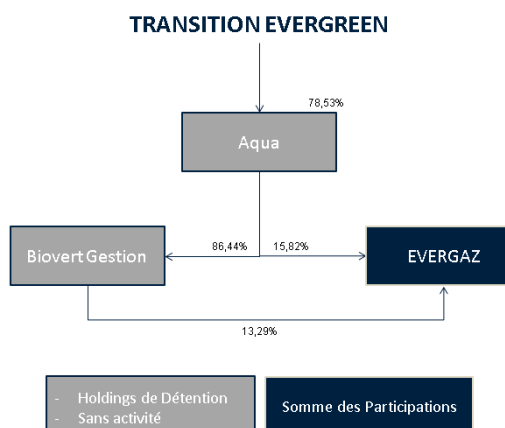 TRANSITION EVERGREEN
78,53%
Aqua
Biovert Gestion
86,44%
15,82%
EVERGAZ
13,29%
- Holdings de Détention
- Sans activité
Somme des Participations